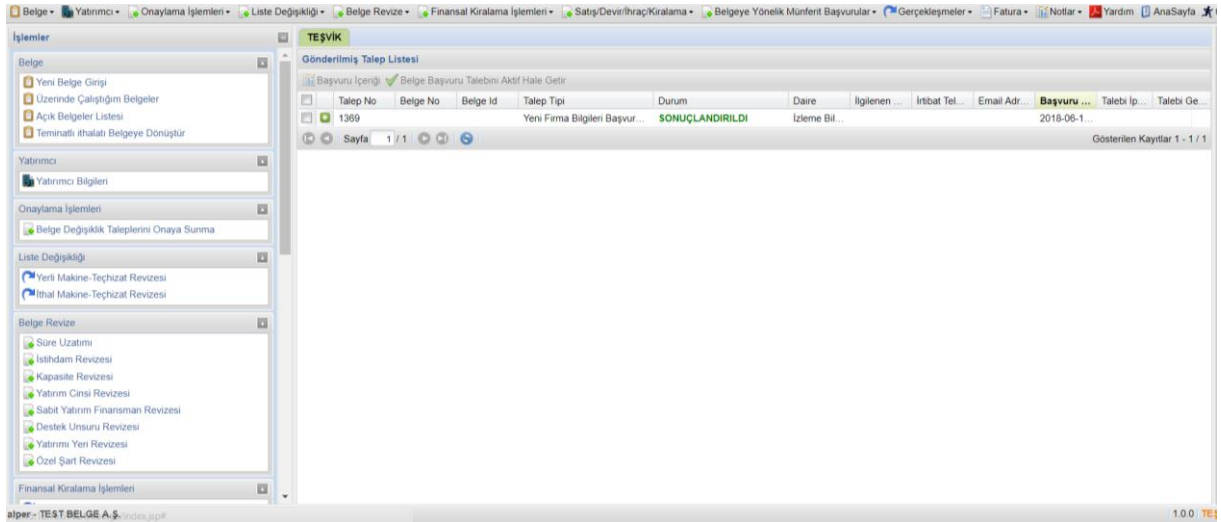 Belge Yatırımcı Onaylama İşlemleri Liste Değişikliği Belge Revize Finansal Kiralama İşlemleri Satış/Devir/İhraç/Kiralama Belgeye Yönelik Münferit Başvurular Gerçekleşmeler Fatura Notlar Yardım AnaSayfa
İşlemler
Belge
Yeni Belge Girişi
Üzerinde Çalıştığım Belgeler
Açık Belgeler Listesi
Teminatlı ithalatı Belgeye Dönüştür
Yatırımcı
Yatırımcı Bilgileri
Onaylama İşlemleri
Belge Değişiklik Taleplerini Onaya Sunma
Liste Değişikliği
Yerli Makine-Teçhizat Revizesi
İthal Makine-Teçhizat Revizesi
Belge Revize
Süre Uzatımı
İstihdam Revizesi
Kapasite Revizesi
Yatırım Cinsi Revizesi
Sabit Yatırım Finansman Revizesi
Destek Unsuru Revizesi
Yatırımı Yeri Revizesi
Özel Şart Revizesi
Finansal Kiralama İşlemleri
TEŞVİK
Gönderilmiş Talep Listesi
Başvuru İçeriği Belge Başvuru Talebini Aktif Hale Getir
Talep No Belge No Belge Id Talep Tipi Durum Daire İlgilenen ... İrtibat Tel... Email Adr... Başvuru ... Talebi İp... Talebi Ge...
1369 Yeni Firma Bilgileri Başvur... SONUÇLANDIRILDI İzleme Bil... 2018-06-1...
Sayfa 1 / 1 Gösterilen Kayıtlar 1 - 1 / 1
alper - TEST BELGE A.Ş. /index.jsp# 1.0.0 TEŞ